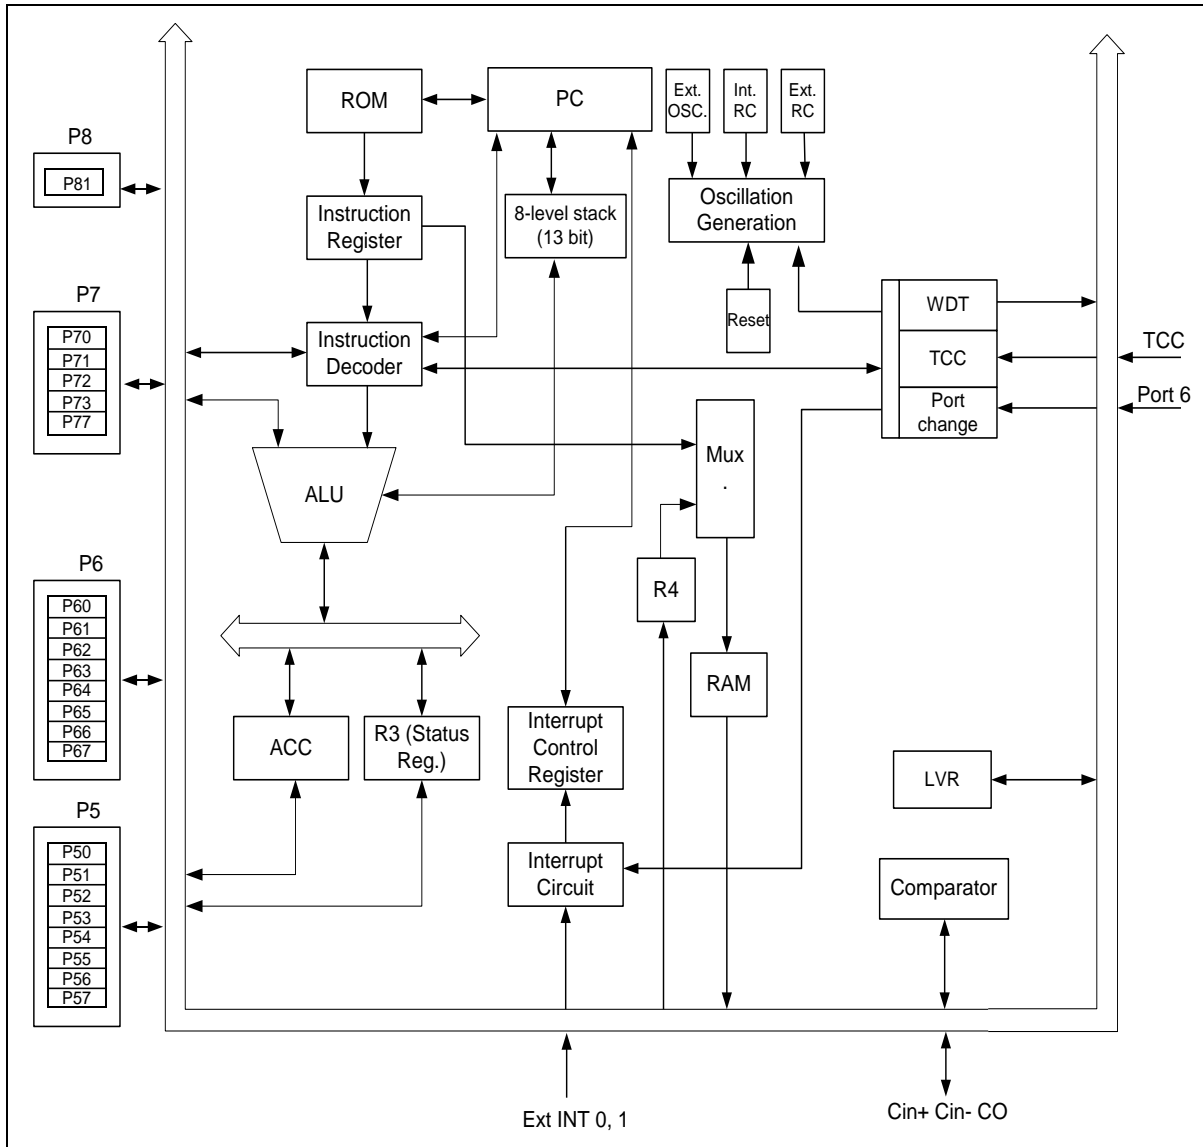 ROM
PC
Ext.
OSC.
Int.
RC
Ext.
RC
P8
P81
Instruction
Register
8-level stack
(13 bit)
Oscillation
Generation
P7
P70
P71
P72
P73
P77
Instruction
Decoder
Reset
WDT
TCC
Port
change
TCC
Port 6
ALU
Mux
.
P6
P60
P61
P62
P63
P64
P65
P66
P67
R4
RAM
ACC
R3 (Status
Reg.)
Interrupt
Control
Register
LVR
P5
P50
P51
P52
P53
P54
P55
P56
P57
Interrupt
Circuit
Comparator
Ext INT 0, 1
Cin+ Cin- CO